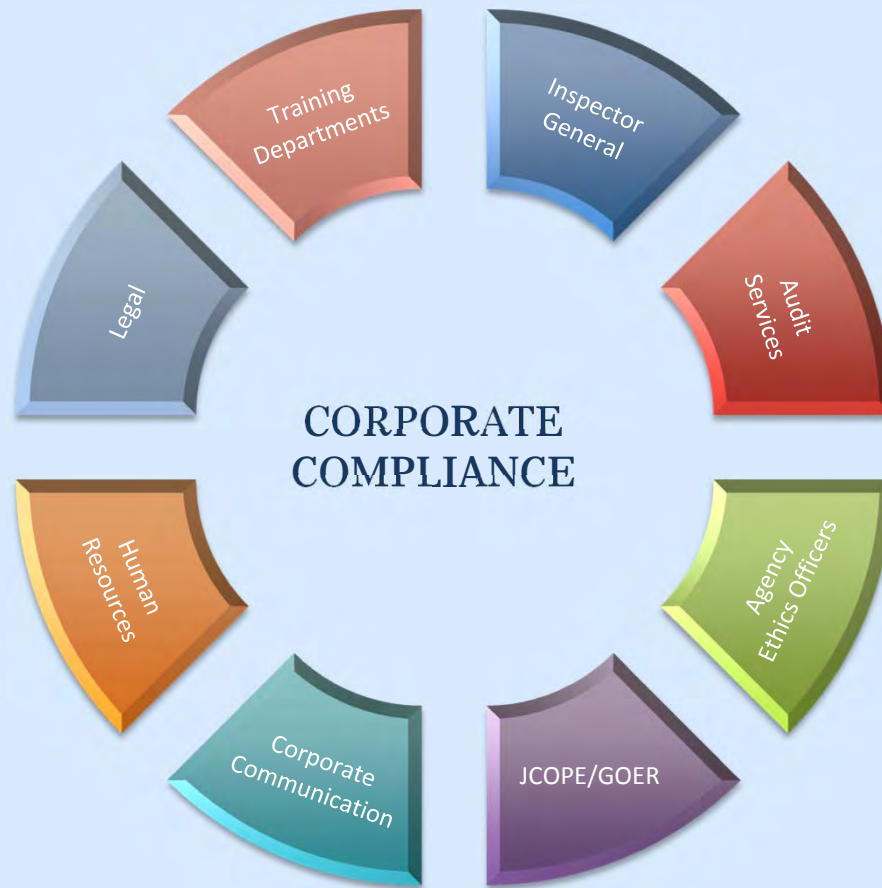 Training
Departments
Inspector
General
Legal
Audit
Services
CORPORATE
COMPLIANCE
Human
Resources
Agency
Ethics Officers
Corporate
Communication
JCOPE/GOER